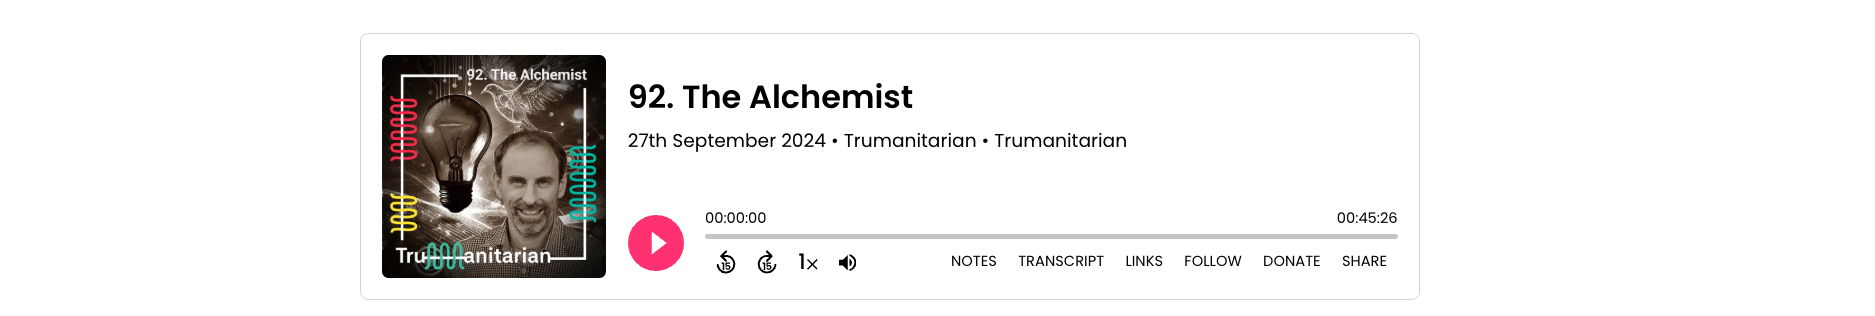 92. The Alchemist
Trumanitarian
92. The Alchemist
27th September 2024 • Trumanitarian • Trumanitarian
00:00:00
00:45:26
15
15
1×
NOTES
TRANSCRIPT
LINKS
FOLLOW
DONATE
SHARE